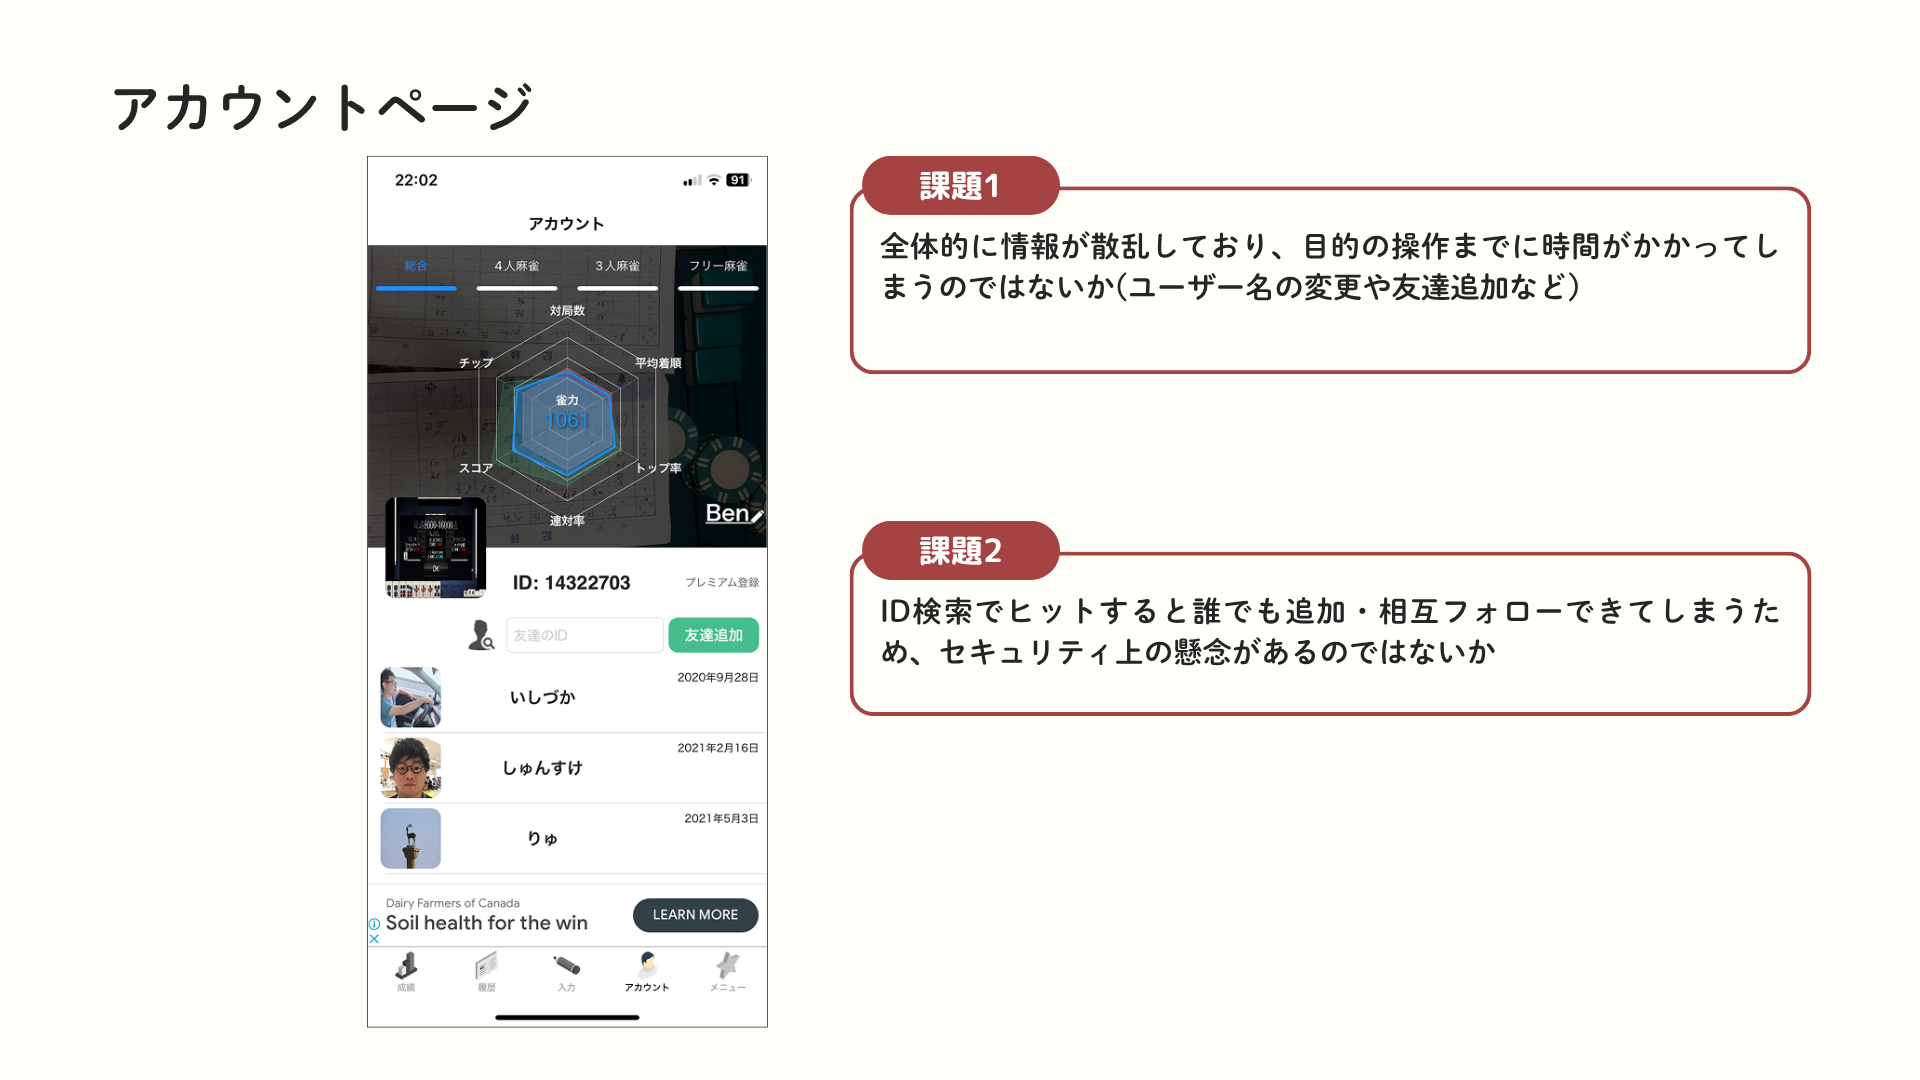 アカウントページ
22:02
91
アカウント
総合
4人麻雀
3人麻雀
フリー麻雀
対局数
チップ
平均着順
雀力
1061
スコア
トップ率
連対率
Ben
ID: 14322703
プレミアム登録
友達のID
友達追加
いしづか
2020年9月28日
しゅんすけ
2021年2月16日
りゅ
2021年5月3日
Dairy Farmers of Canada
Soil health for the win
LEARN MORE
成績
履歴
入力
アカウント
メニュー
課題1
全体的に情報が散乱しており、目的の操作までに時間がかかってし
まうのではないか(ユーザー名の変更や友達追加など)
課題2
ID検索でヒットすると誰でも追加・相互フォローできてしまうた
め、セキュリティ上の懸念があるのではないか